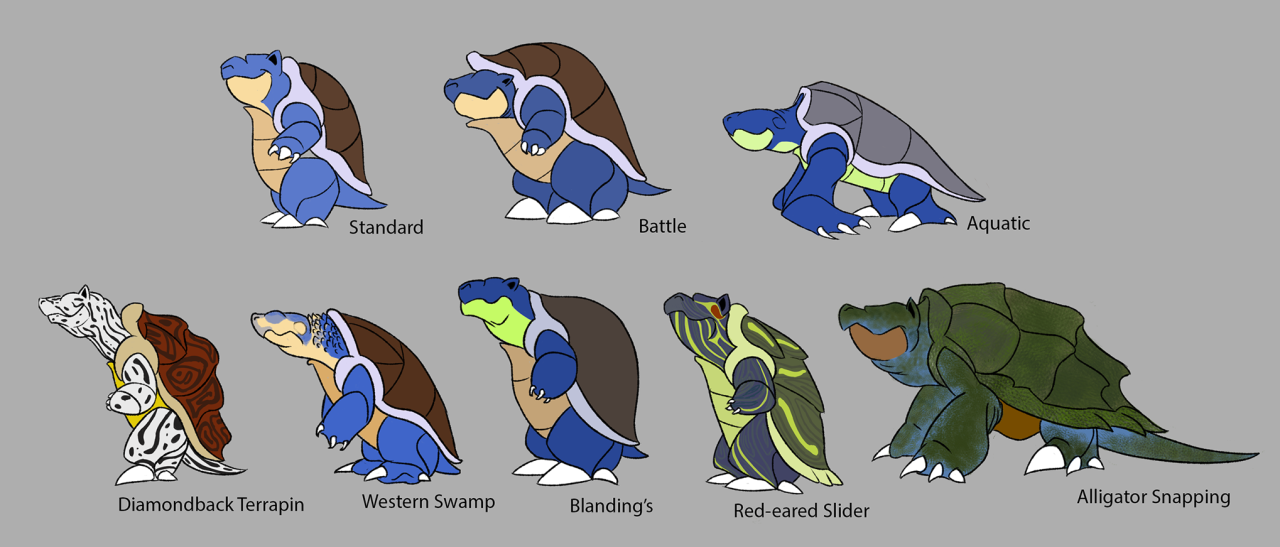 Standard
Battle
Aquatic
Diamondback Terrapin
Western Swamp
Blanding's
Red-eared Slider
Alligator Snapping